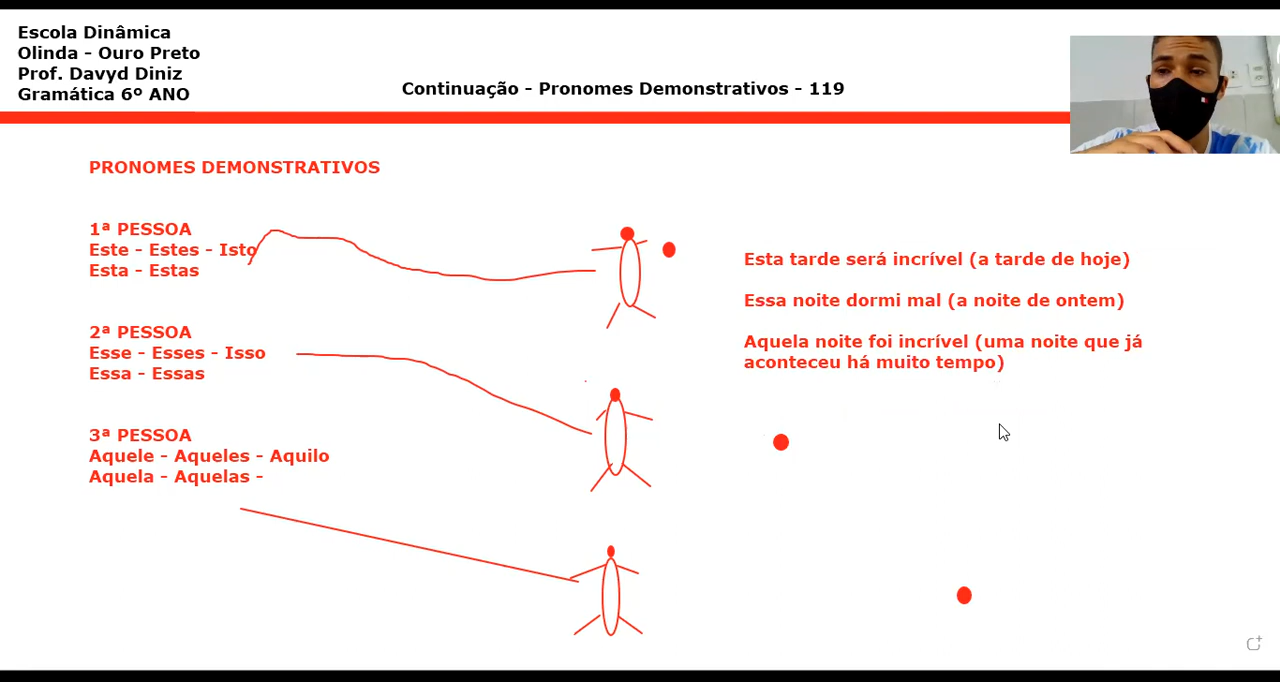 Escola Dinâmica
Olinda - Ouro Preto
Prof. Davyd Diniz
Gramática 6º ANO
Continuação - Pronomes Demonstrativos - 119
PRONOMES DEMONSTRATIVOS
1ª PESSOA
Este - Estes - Isto
Esta - Estas
2ª PESSOA
Esse - Esses - Isso
Essa - Essas
3ª PESSOA
Aquele - Aqueles - Aquilo
Aquela - Aquelas -
Esta tarde será incrível (a tarde de hoje)
Essa noite dormi mal (a noite de ontem)
Aquela noite foi incrível (uma noite que já
aconteceu há muito tempo)